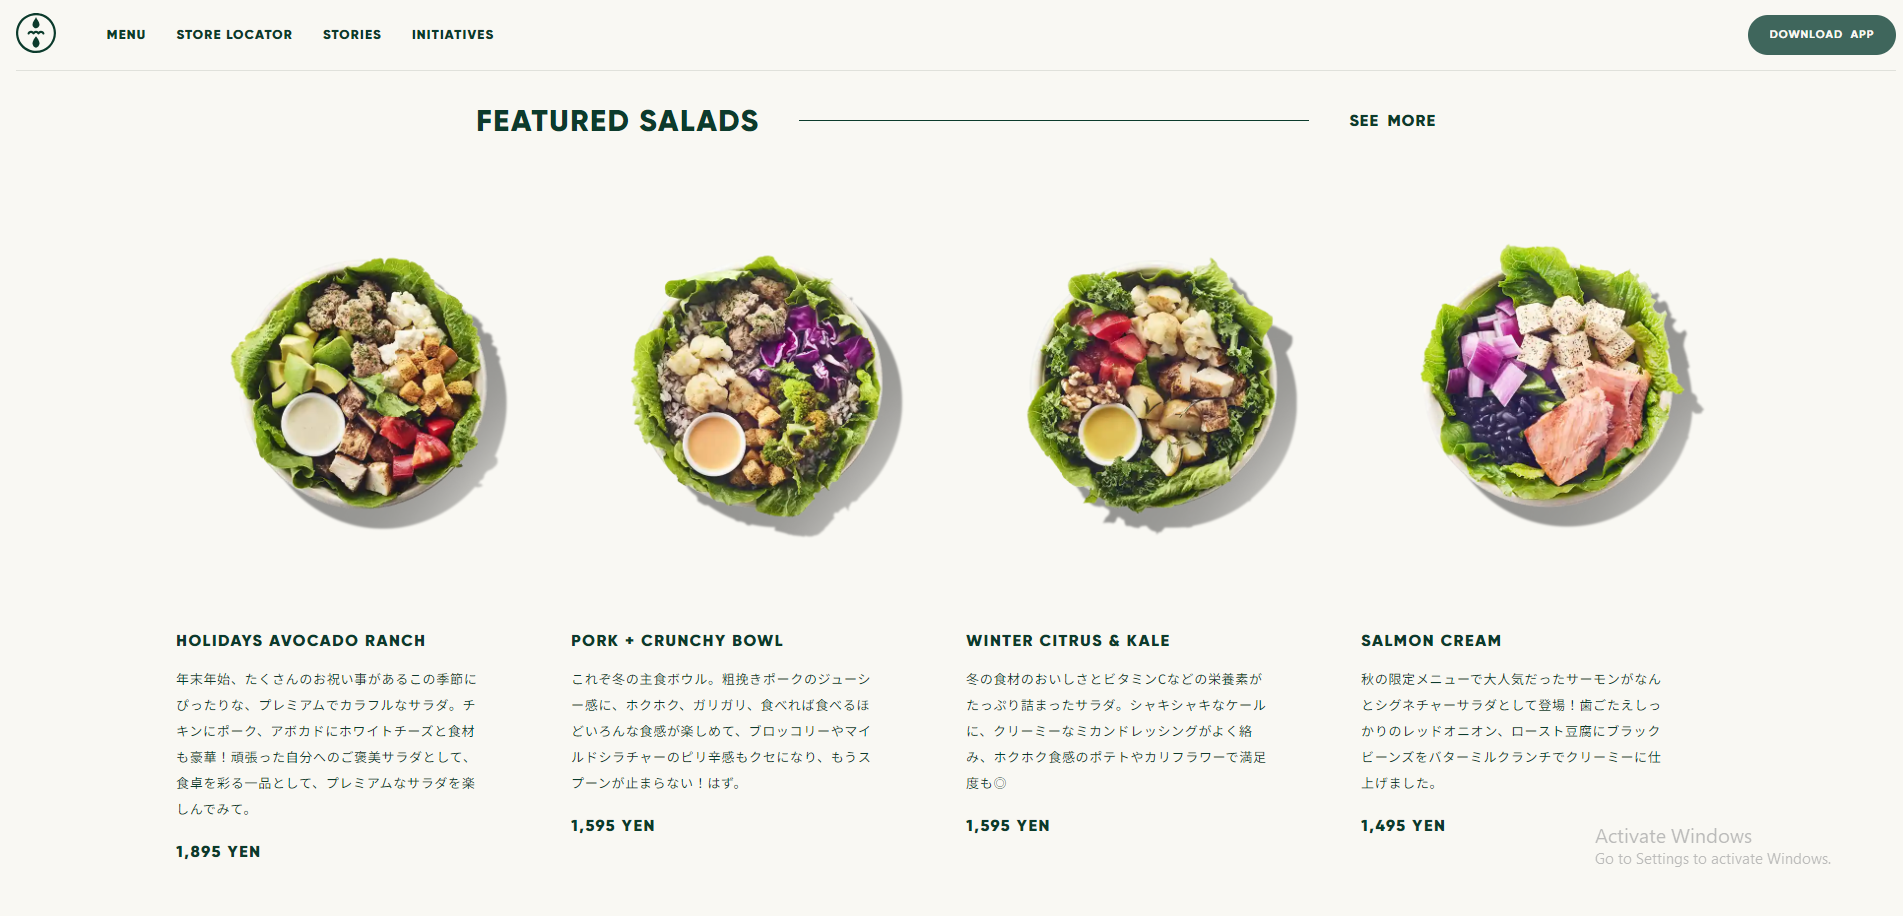 MENU
STORE LOCATOR
STORIES
INITIATIVES
DOWNLOAD APP
FEATURED SALADS
SEE MORE
HOLIDAYS AVOCADO RANCH
年末年始、たくさんのお祝い事があるこの季節に
ぴったりな、プレミアムでカラフルなサラダ。チ
キンにポーク、アボカドにホワイトチーズと食材
も豪華！頑張った自分へのご褒美サラダとして、
食卓を彩る一品として、プレミアムなサラダを楽
しんでみて。
1,895 YEN
PORK + CRUNCHY BOWL
これぞ冬の主食ボウル。粗挽きポークのジューシ
ー感に、ホクホク、ガリガリ、食べれば食べるほ
どいろんな食感が楽しめて、ブロッコリーやマイ
ルドシラチャーのピリ辛感もクセになり、もうス
プーンが止まらない！はず。
1,595 YEN
WINTER CITRUS & KALE
冬の食材のおいしさとビタミンCなどの栄養素が
たっぷり詰まったサラダ。シャキシャキなケール
に、クリーミーなミカンドレッシングがよく絡
み、ホクホク食感のポテトやカリフラワーで満足
度も◎
1,595 YEN
SALMON CREAM
秋の限定メニューで大人気だったサーモンがなん
とシグネチャーサラダとして登場！歯ごたえしっ
かりのレッドオニオン、ロースト豆腐にブラック
ビーンズをバターミルクランチでクリーミーに仕
上げました。
1,495 YEN
Activate Windows
Go to Settings to activate Windows.